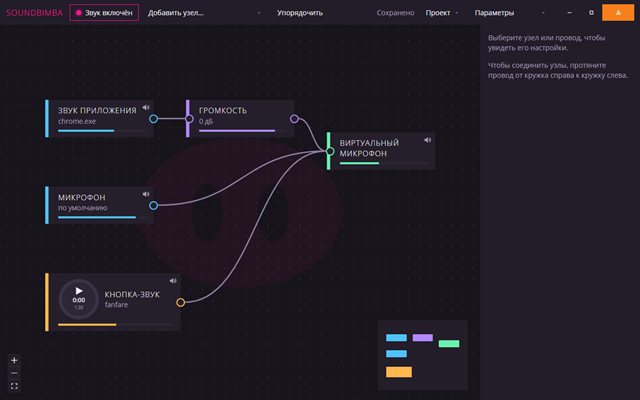 SOUNDBIMBA Звук включён Добавить узел... Упорядочить Сохранено Проект Параметры
Выберите узел или провод, чтобы
увидеть его настройки.
Чтобы соединить узлы, протяните
провод от кружка справа к кружку слева.
ЗВУК ПРИЛОЖЕНИЯ
chrome.exe
ГРОМКОСТЬ
0 дБ
ВИРТУАЛЬНЫЙ
МИКРОФОН
МИКРОФОН
по умолчанию
0:00
1:30
КНОПКА-ЗВУК
fanfare